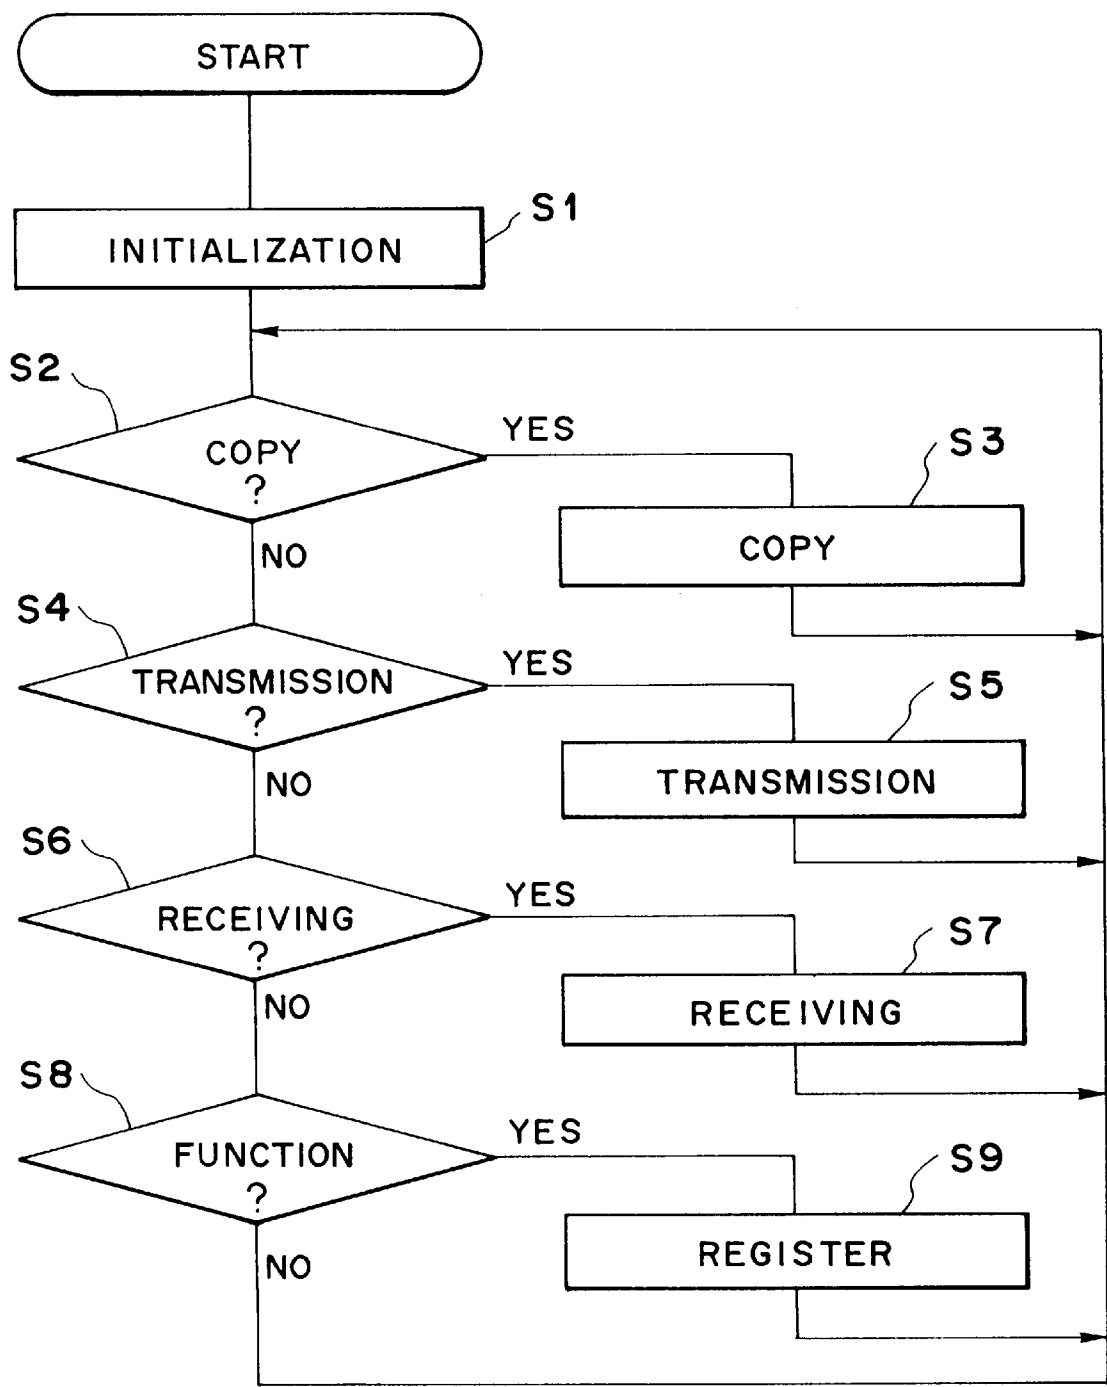 START
S1
INITIALIZATION
S2
YES
COPY
?
S3
COPY
NO
S4
YES
TRANSMISSION
?
S5
TRANSMISSION
NO
S6
YES
RECEIVING
?
S7
RECEIVING
NO
S8
YES
FUNCTION
?
S9
REGISTER
NO